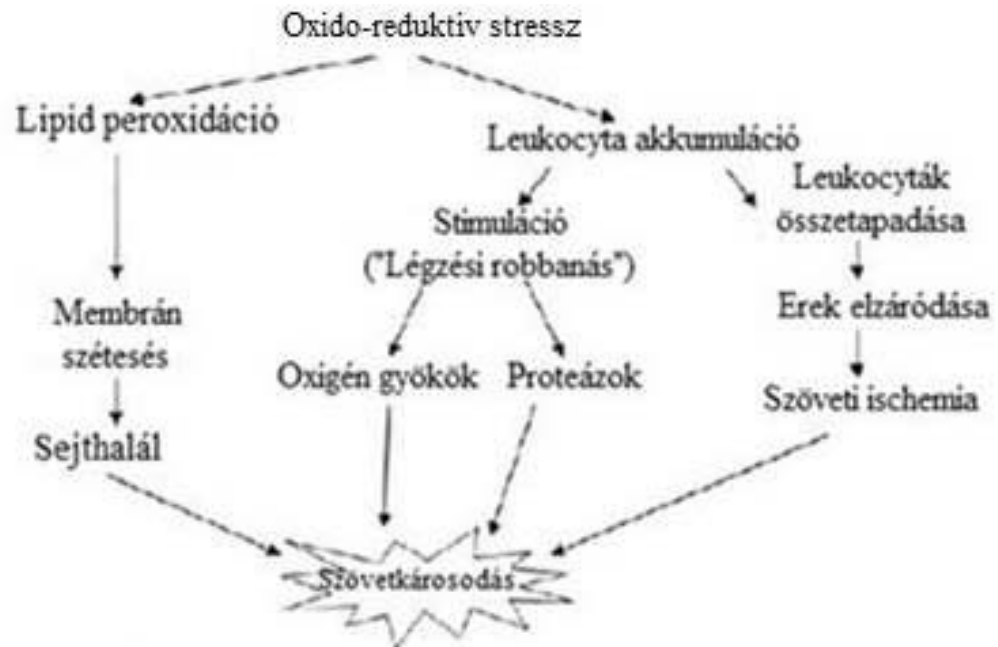 Oxido-reduktiv stressz
Lipid peroxidáció
Leukocyta akkumuláció
Leukocyták
összetapadása
Stimuláció
("Légzési robbanás")
Membrán
szétesés
Erek elzáródása
Oxigén gyökök
Proteázok
Szöveti ischemia
Sejthalál
Szövetkárosodás